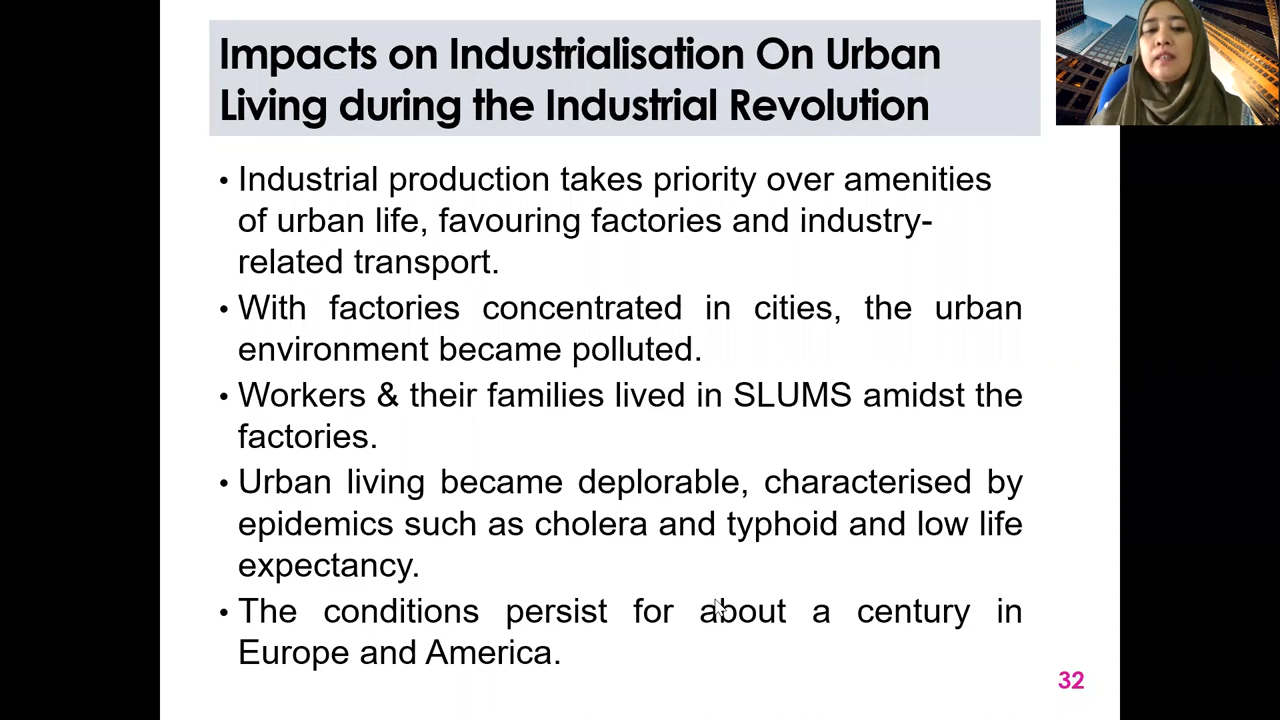 Impacts on Industrialisation On Urban
Living during the Industrial Revolution
• Industrial production takes priority over amenities
of urban life, favouring factories and industry-
related transport.
• With factories concentrated in cities, the urban
environment became polluted.
• Workers & their families lived in SLUMS amidst the
factories.
• Urban living became deplorable, characterised by
epidemics such as cholera and typhoid and low life
expectancy.
• The conditions persist for about a century in
Europe and America.
32